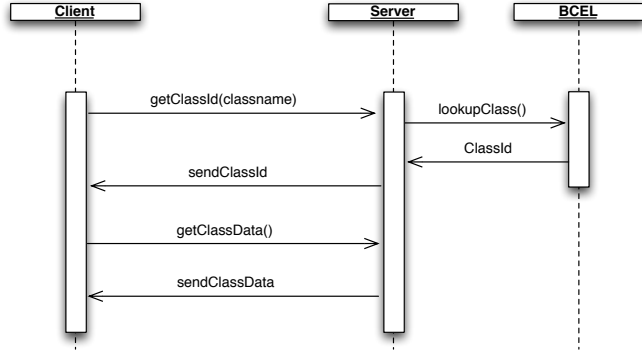 Client
Server
BCEL
getClassId(classname)
lookupClass()
ClassId
sendClassId
getClassData()
sendClassData